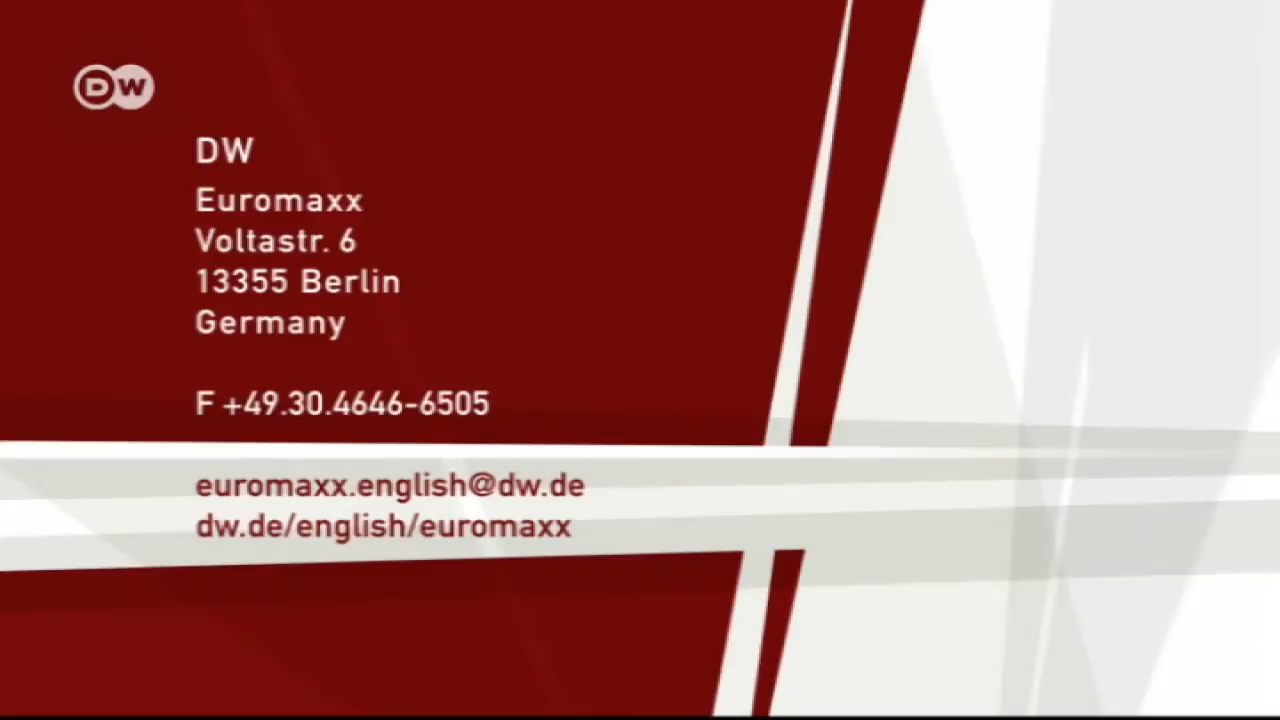 DW
DW
Euromaxx
Voltastr. 6
13355 Berlin
Germany
F +49.30.4646-6505
euromaxx.english@dw.de
dw.de/english/euromaxx